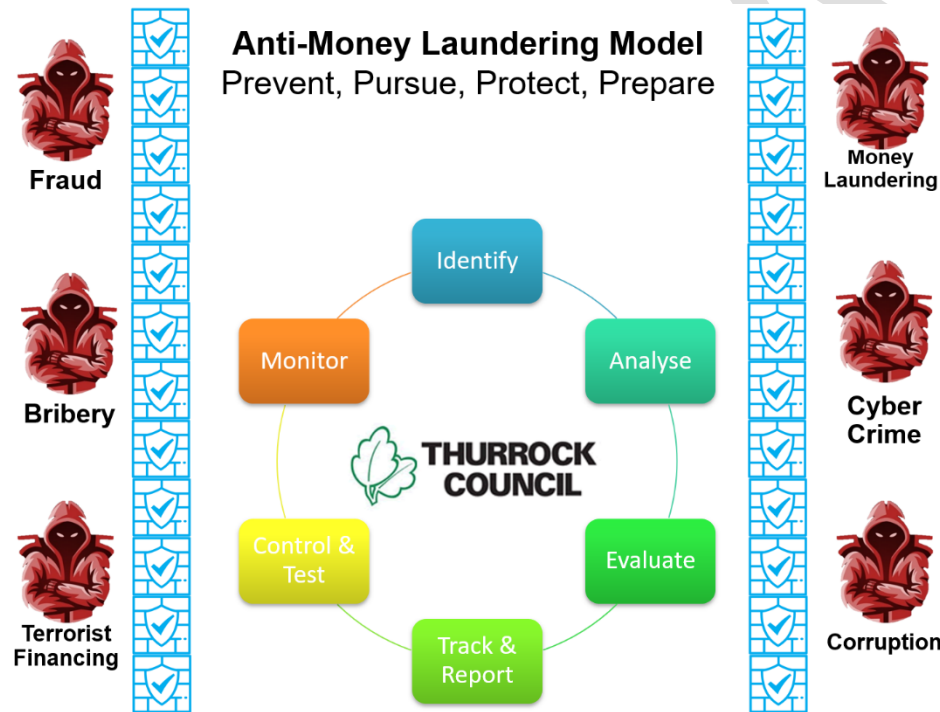 Anti-Money Laundering Model
Prevent, Pursue, Protect, Prepare
Fraud
Money
Laundering
Identify
Monitor
Analyse
Bribery
Cyber
Crime
THURROCK
COUNCIL
Control &
Test
Evaluate
Terrorist
Financing
Track &
Report
Corruption